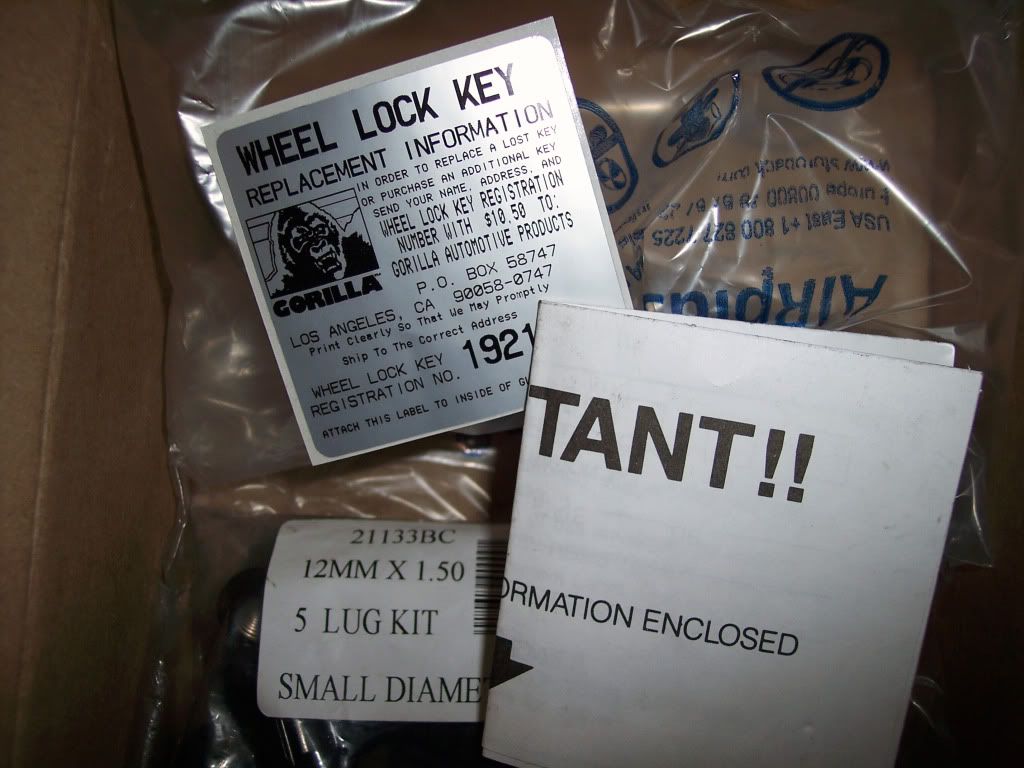 WHEEL LOCK KEY
REPLACEMENT INFORMATION
IN ORDER TO REPLACE A LOST KEY
OR PURCHASE AN ADDITIONAL KEY
SEND YOUR NAME, ADDRESS, AND
WHEEL LOCK KEY REGISTRATION
NUMBER WITH $10.50 TO:
GORILLA AUTOMOTIVE PRODUCTS
P.O. BOX 58747
LOS ANGELES, CA 90058-0747
Print Clearly So That We May Promptly
Ship To The Correct Address
GORILLA
WHEEL LOCK KEY
REGISTRATION NO. 1921
ATTACH THIS LABEL TO INSIDE OF
AIRplus
USA East +1 800 827 7225
Europe 00800
TANT!!
ORMATION ENCLOSED
21133BC
12MM X 1.50
5 LUG KIT
SMALL DIAME